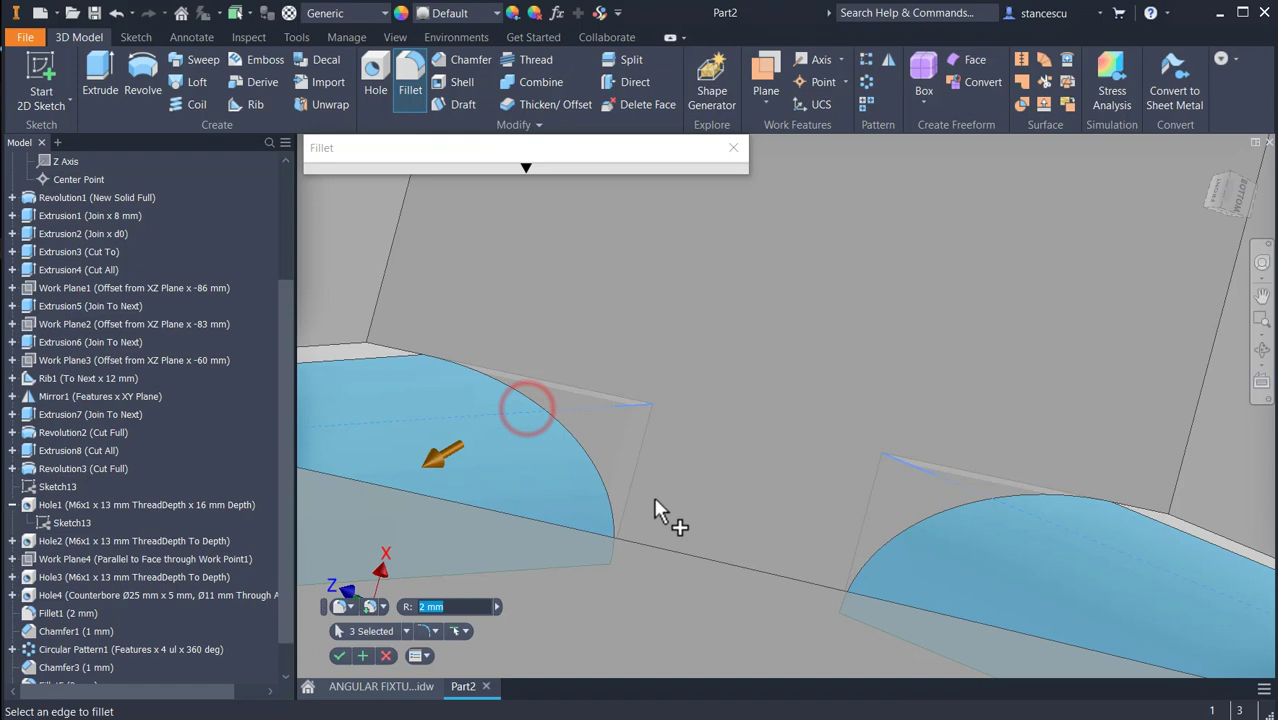 Generic
Default
Part2
Search Help & Commands...
stancescu
File
3D Model
Sketch
Annotate
Inspect
Tools
Manage
View
Environments
Get Started
Collaborate
Start
2D Sketch
Extrude
Revolve
Sweep
Loft
Coil
Emboss
Derive
Rib
Decal
Import
Unwrap
Hole
Fillet
Chamfer
Shell
Draft
Thread
Combine
Thicken/ Offset
Split
Direct
Delete Face
Shape
Generator
Plane
Axis
Point
UCS
Box
Face
Convert
Stress
Analysis
Convert to
Sheet Metal
Sketch
Create
Modify
Explore
Work Features
Pattern
Create Freeform
Surface
Simulation
Convert
Model
Fillet
Z Axis
Center Point
Revolution1 (New Solid Full)
Extrusion1 (Join x 8 mm)
Extrusion2 (Join x d0)
Extrusion3 (Cut To)
Extrusion4 (Cut All)
Work Plane1 (Offset from XZ Plane x -86 mm)
Extrusion5 (Join To Next)
Work Plane2 (Offset from XZ Plane x -83 mm)
Extrusion6 (Join To Next)
Work Plane3 (Offset from XZ Plane x -60 mm)
Rib1 (To Next x 12 mm)
Mirror1 (Features x XY Plane)
Extrusion7 (Join To Next)
Revolution2 (Cut Full)
Extrusion8 (Cut All)
Revolution3 (Cut Full)
Sketch13
Hole1 (M6x1 x 13 mm ThreadDepth x 16 mm Depth)
Sketch13
Hole2 (M6x1 x 13 mm ThreadDepth To Depth)
Work Plane4 (Parallel to Face through Work Point1)
Hole3 (M6x1 x 13 mm ThreadDepth To Depth)
Hole4 (Counterbore Ø25 mm x 5 mm, Ø11 mm Through A
Fillet1 (2 mm)
Chamfer1 (1 mm)
Circular Pattern1 (Features x 4 ul x 360 deg)
Chamfer3 (1 mm)
BOTTOM
X
Z
R: 2 mm
3 Selected
ANGULAR FIXTU...idw
Part2
Select an edge to fillet
1
3